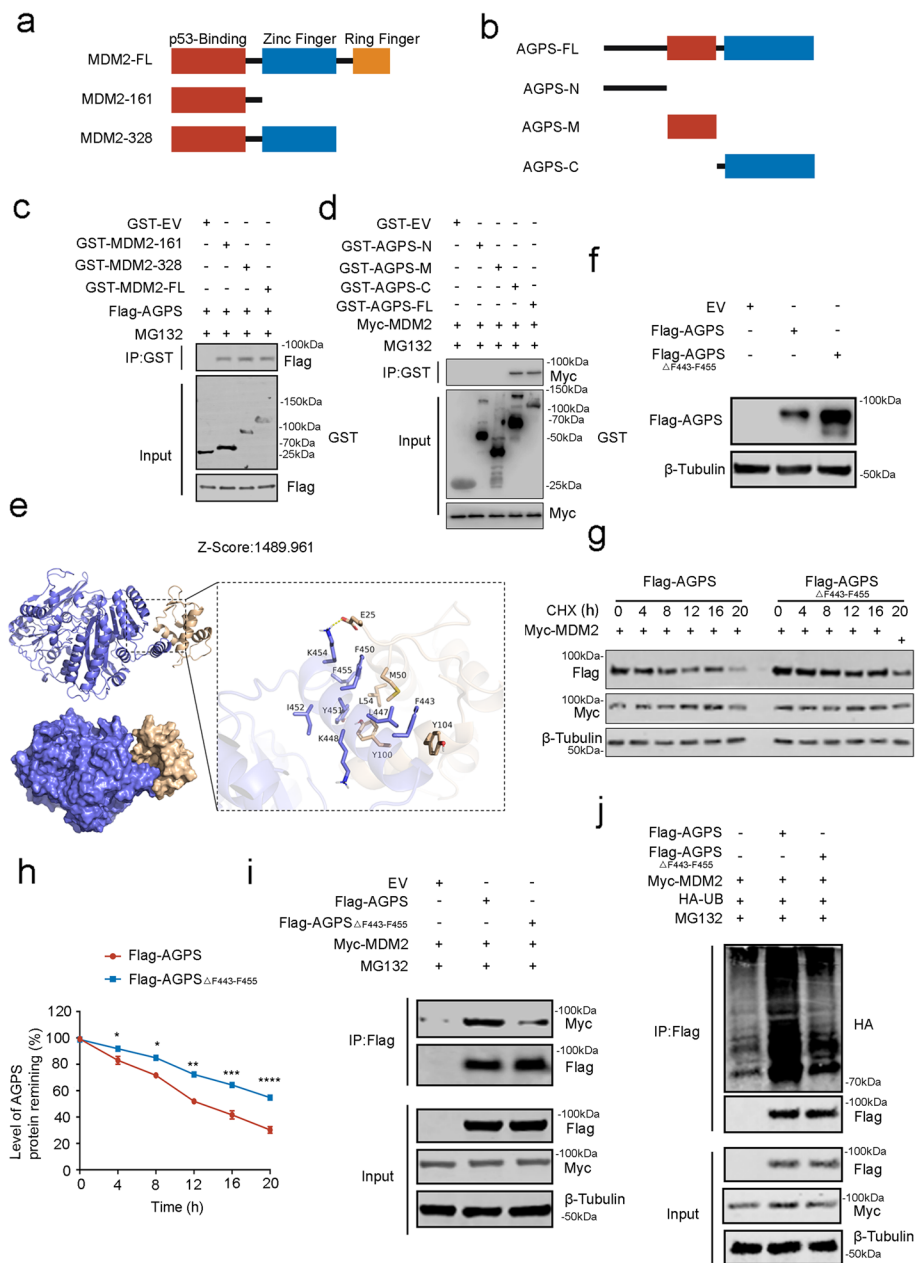 a
p53-Binding Zinc Finger Ring Finger
MDM2-FL
MDM2-161
MDM2-328
b
AGPS-FL
AGPS-N
AGPS-M
AGPS-C
c
GST-EV + - - -
GST-MDM2-161 - + - -
GST-MDM2-328 - - + -
GST-MDM2-FL - - - +
Flag-AGPS + + + +
MG132 + + + +
-100kDa
IP:GST Flag
-150kDa
-100kDa
-70kDa
-25kDa
GST
Input
Flag
d
GST-EV + - - - -
GST-AGPS-N - + - - -
GST-AGPS-M - - + - -
GST-AGPS-C - - - + -
GST-AGPS-FL - - - - +
Myc-MDM2 + + + + +
MG132 + + + + +
-100kDa
IP:GST Myc
-150kDa
-100kDa
-70kDa
-50kDa
GST
Input
-25kDa
Myc
f
EV + - -
Flag-AGPS - + -
Flag-AGPS - - +
△F443-F455
-100kDa
Flag-AGPS
β-Tubulin
-50kDa
e
Z-Score:1489.961
E25
K454
F450
F455
M50
L54
I452
Y451
L447
F443
K448
Y100
Y104
g
Flag-AGPS Flag-AGPS
△F443-F455
CHX (h) 0 4 8 12 16 20 0 4 8 12 16 20
Myc-MDM2 + + + + + + + + + + + +
100kDa-
Flag
100kDa-
Myc
β-Tubulin
50kDa-
h
Flag-AGPS
Flag-AGPS△F443-F455
Level of AGPS
protein remining (%)
120
100
80
60
40
20
0
* * ** *** ****
0 4 8 12 16 20
Time (h)
i
EV + - -
Flag-AGPS - + -
Flag-AGPS△F443-F455 - - +
Myc-MDM2 + + +
MG132 + + +
-100kDa
Myc
IP:Flag
-100kDa
Flag
-100kDa
Flag
-100kDa
Input Myc
β-Tubulin
-50kDa
j
Flag-AGPS - + -
Flag-AGPS - - +
△F443-F455
Myc-MDM2 + + +
HA-UB + + +
MG132 + + +
IP:Flag HA
-70kDa
-100kDa
Flag
-100kDa
Flag
-100kDa
Input Myc
β-Tubulin
-50kDa